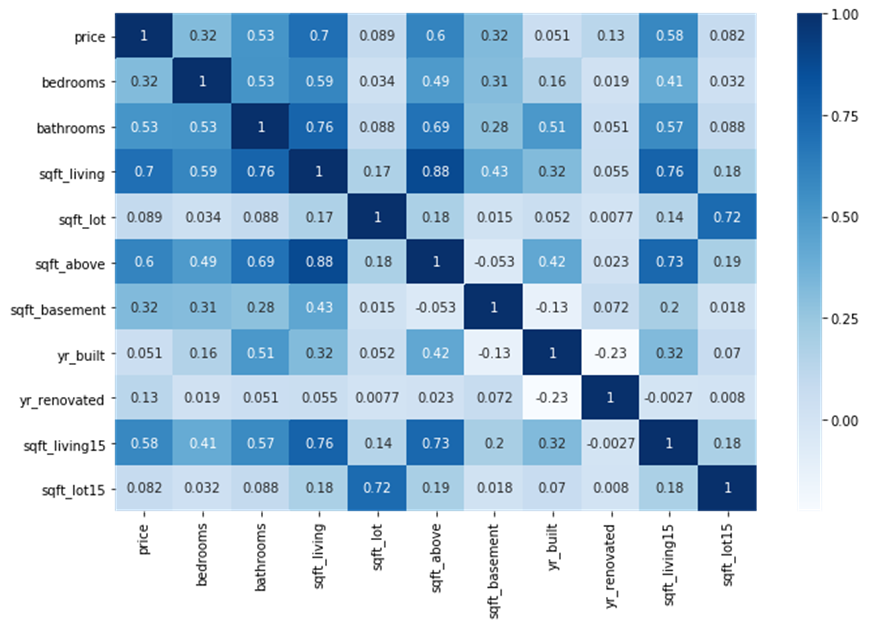 price 1 0.32 0.53 0.7 0.089 0.6 0.32 0.051 0.13 0.58 0.082
bedrooms 0.32 1 0.53 0.59 0.034 0.49 0.31 0.16 0.019 0.41 0.032
bathrooms 0.53 0.53 1 0.76 0.088 0.69 0.28 0.51 0.051 0.57 0.088
sqft_living 0.7 0.59 0.76 1 0.17 0.88 0.43 0.32 0.055 0.76 0.18
sqft_lot 0.089 0.034 0.088 0.17 1 0.18 0.015 0.052 0.0077 0.14 0.72
sqft_above 0.6 0.49 0.69 0.88 0.18 1 -0.053 0.42 0.023 0.73 0.19
sqft_basement 0.32 0.31 0.28 0.43 0.015 -0.053 1 -0.13 0.072 0.2 0.018
yr_built 0.051 0.16 0.51 0.32 0.052 0.42 -0.13 1 -0.23 0.32 0.07
yr_renovated 0.13 0.019 0.051 0.055 0.0077 0.023 0.072 -0.23 1 -0.0027 0.008
sqft_living15 0.58 0.41 0.57 0.76 0.14 0.73 0.2 0.32 -0.0027 1 0.18
sqft_lot15 0.082 0.032 0.088 0.18 0.72 0.19 0.018 0.07 0.008 0.18 1
price
bedrooms
bathrooms
sqft_living
sqft_lot
sqft_above
sqft_basement
yr_built
yr_renovated
sqft_living15
sqft_lot15
1.00
0.75
0.50
0.25
0.00